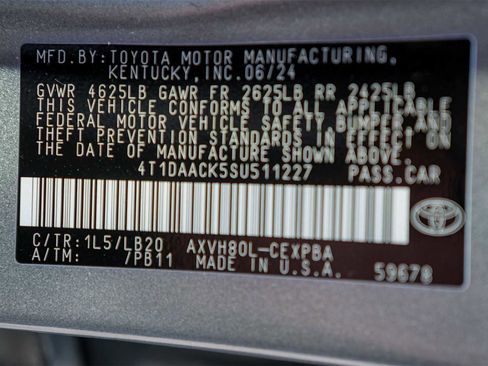 MFD.BY:TOYOTA MOTOR MANUFACTURING,
KENTUCKY,INC.06/24
GVWR 4625LB GAWR FR 2625LB RR 2425LB
THIS VEHICLE CONFORMS TO ALL APPLICABLE
FEDERAL MOTOR VEHICLE SAFETY,BUMPER AND
THEFT PREVENTION STANDARDS IN EFFECT ON
THE DATE OF MANUFACTURE SHOWN ABOVE.
4T1DAACK5SU511227 PASS.CAR
C/TR:1L5/LB20 AXVH80L-CEXPBA
A/TM: 7PB11 MADE IN U.S.A. 59678